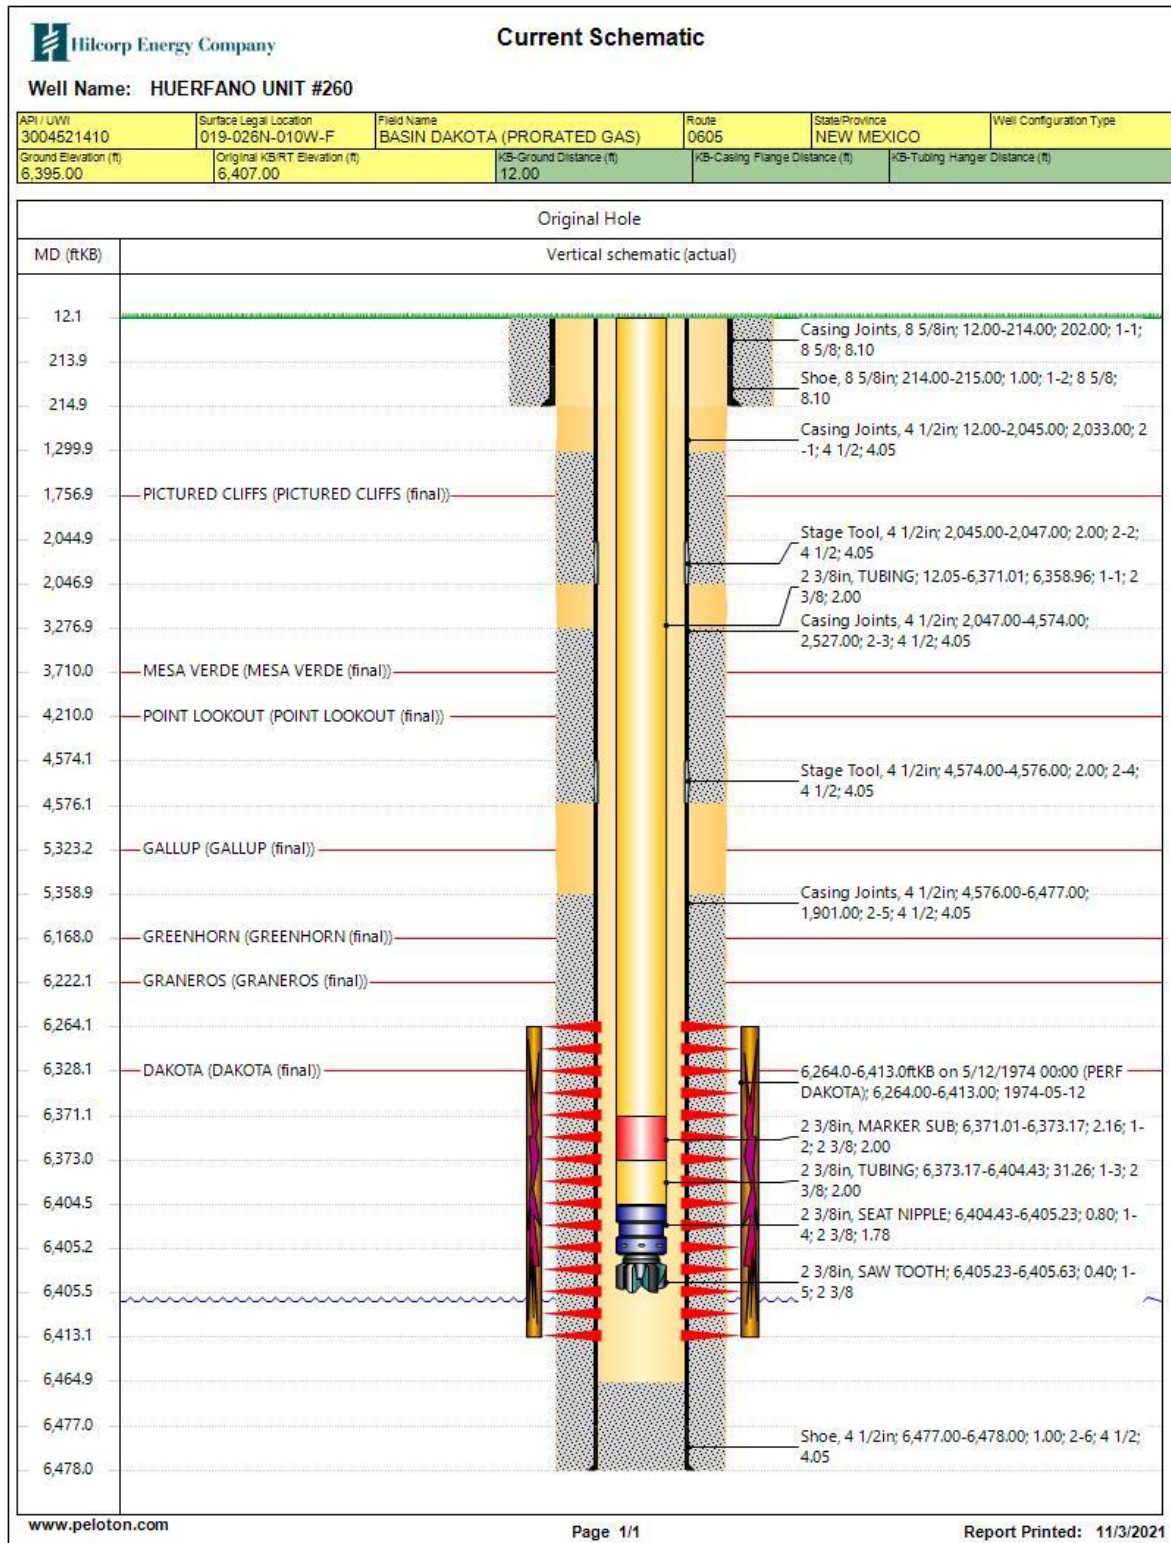 Hilcorp Energy Company
Current Schematic
Well Name: HUERFANO UNIT #260
API / UWI
3004521410
Surface Legal Location
019-026N-010W-F
Field Name
BASIN DAKOTA (PRORATED GAS)
Route
0605
State/Province
NEW MEXICO
Well Configuration Type
Ground Elevation (ft)
6,395.00
Original KB/RT Elevation (ft)
6,407.00
KB-Ground Distance (ft)
12.00
KB-Casing Flange Distance (ft)
KB-Tubing Hanger Distance (ft)
Original Hole
MD (ftKB)
Vertical schematic (actual)
12.1
Casing Joints, 8 5/8in; 12.00-214.00; 202.00; 1-1;
8 5/8; 8.10
213.9
Shoe, 8 5/8in; 214.00-215.00; 1.00; 1-2; 8 5/8;
8.10
214.9
Casing Joints, 4 1/2in; 12.00-2,045.00; 2,033.00; 2
-1; 4 1/2; 4.05
1,299.9
1,756.9
PICTURED CLIFFS (PICTURED CLIFFS (final))
2,044.9
Stage Tool, 4 1/2in; 2,045.00-2,047.00; 2.00; 2-2;
4 1/2; 4.05
2,046.9
2 3/8in, TUBING; 12.05-6,371.01; 6,358.96; 1-1; 2
3/8; 2.00
3,276.9
Casing Joints, 4 1/2in; 2,047.00-4,574.00;
2,527.00; 2-3; 4 1/2; 4.05
3,710.0
MESA VERDE (MESA VERDE (final))
4,210.0
POINT LOOKOUT (POINT LOOKOUT (final))
4,574.1
Stage Tool, 4 1/2in; 4,574.00-4,576.00; 2.00; 2-4;
4 1/2; 4.05
4,576.1
5,323.2
GALLUP (GALLUP (final))
5,358.9
Casing Joints, 4 1/2in; 4,576.00-6,477.00;
1,901.00; 2-5; 4 1/2; 4.05
6,168.0
GREENHORN (GREENHORN (final))
6,222.1
GRANEROS (GRANEROS (final))
6,264.1
6,328.1
DAKOTA (DAKOTA (final))
6,264.0-6,413.0ftKB on 5/12/1974 00:00 (PERF
DAKOTA); 6,264.00-6,413.00; 1974-05-12
6,371.1
2 3/8in, MARKER SUB; 6,371.01-6,373.17; 2.16; 1-
2; 2 3/8; 2.00
6,373.0
2 3/8in, TUBING; 6,373.17-6,404.43; 31.26; 1-3; 2
3/8; 2.00
6,404.5
2 3/8in, SEAT NIPPLE; 6,404.43-6,405.23; 0.80; 1-
4; 2 3/8; 1.78
6,405.2
2 3/8in, SAW TOOTH; 6,405.23-6,405.63; 0.40; 1-
5; 2 3/8
6,405.5
6,413.1
6,464.9
6,477.0
Shoe, 4 1/2in; 6,477.00-6,478.00; 1.00; 2-6; 4 1/2;
4.05
6,478.0
www.peloton.com
Page 1/1
Report Printed: 11/3/2021